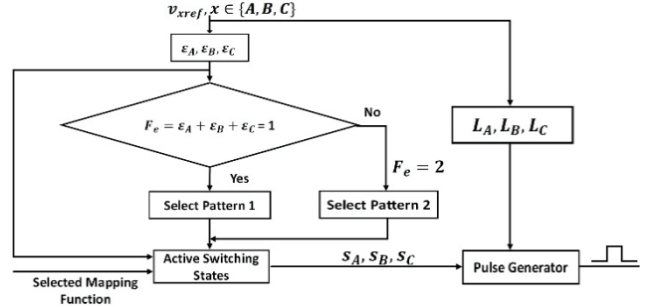 v_xref, x ∈ {A, B, C}
ε_A, ε_B, ε_C
F_e = ε_A + ε_B + ε_C = 1
No
L_A, L_B, L_C
F_e = 2
Yes
Select Pattern 1
Select Pattern 2
Active Switching
States
S_A, S_B, S_C
Pulse Generator
Selected Mapping
Function